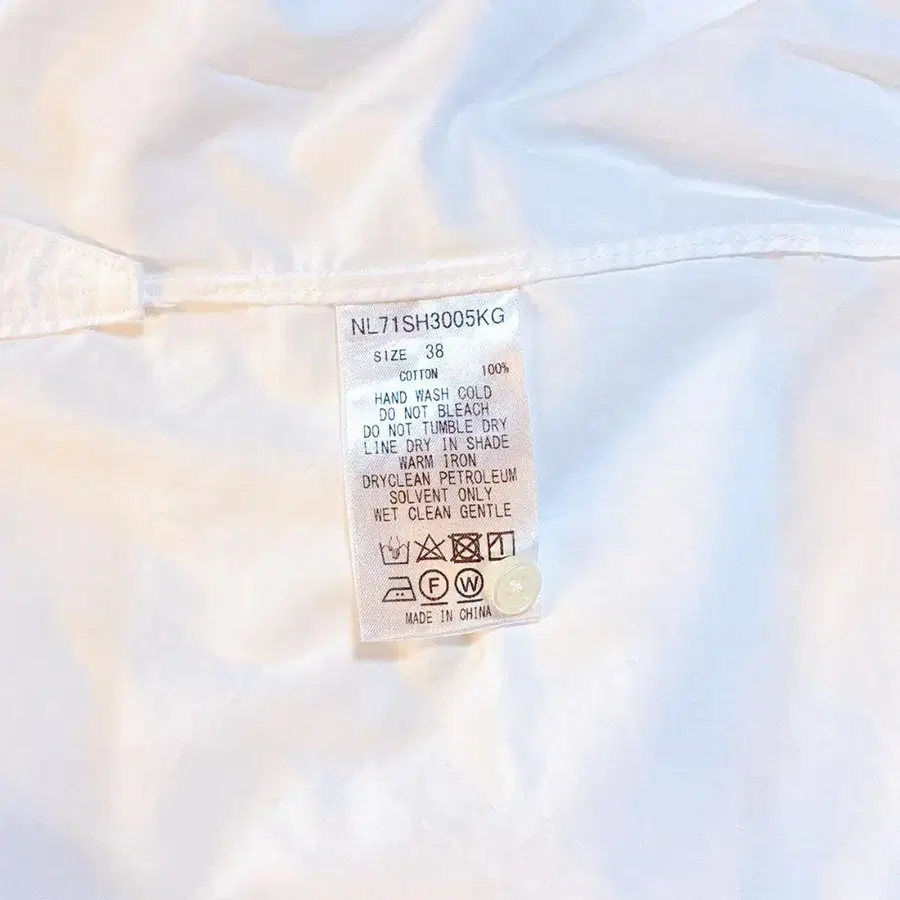 NL71SH3005KG
SIZE 38
COTTON 100%
HAND WASH COLD
DO NOT BLEACH
DO NOT TUMBLE DRY
LINE DRY IN SHADE
WARM IRON
DRYCLEAN PETROLEUM
SOLVENT ONLY
WET CLEAN GENTLE
F W
MADE IN CHINA